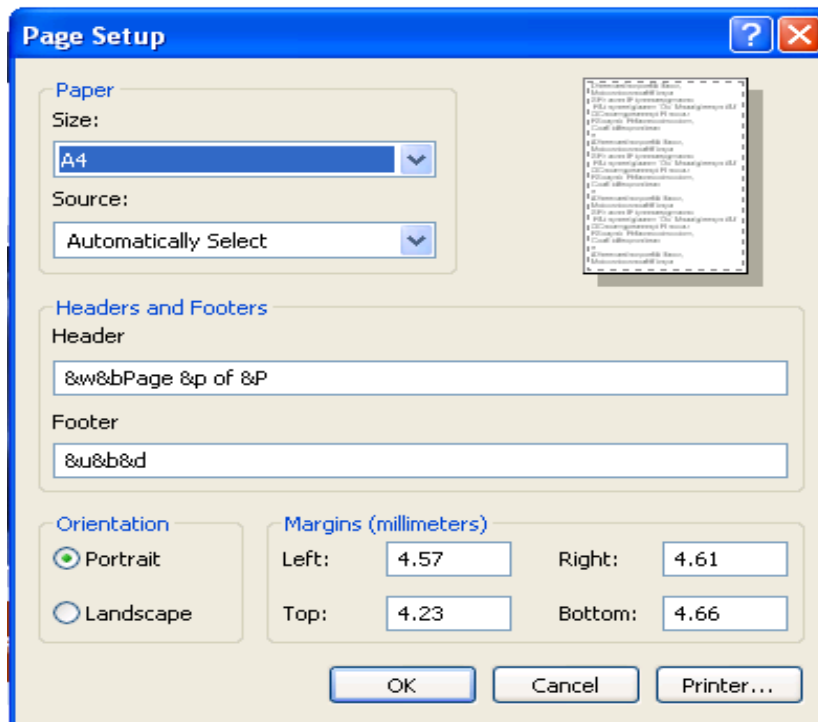 Page Setup
Paper
Size:
A4
Source:
Automatically Select
Headers and Footers
Header
&w&bPage &p of &P
Footer
&u&b&d
Orientation
Portrait
Landscape
Margins (millimeters)
Left: 4.57 Right: 4.61
Top: 4.23 Bottom: 4.66
OK Cancel Printer...